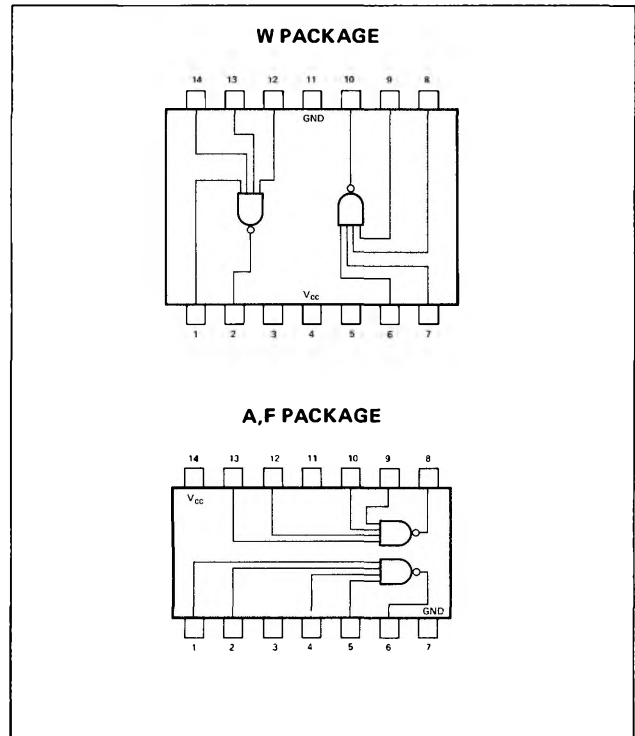 W PACKAGE
14 13 12 11 10 9 8
GND
Vcc
1 2 3 4 5 6 7
A,F PACKAGE
14 13 12 11 10 9 8
Vcc
GND
1 2 3 4 5 6 7